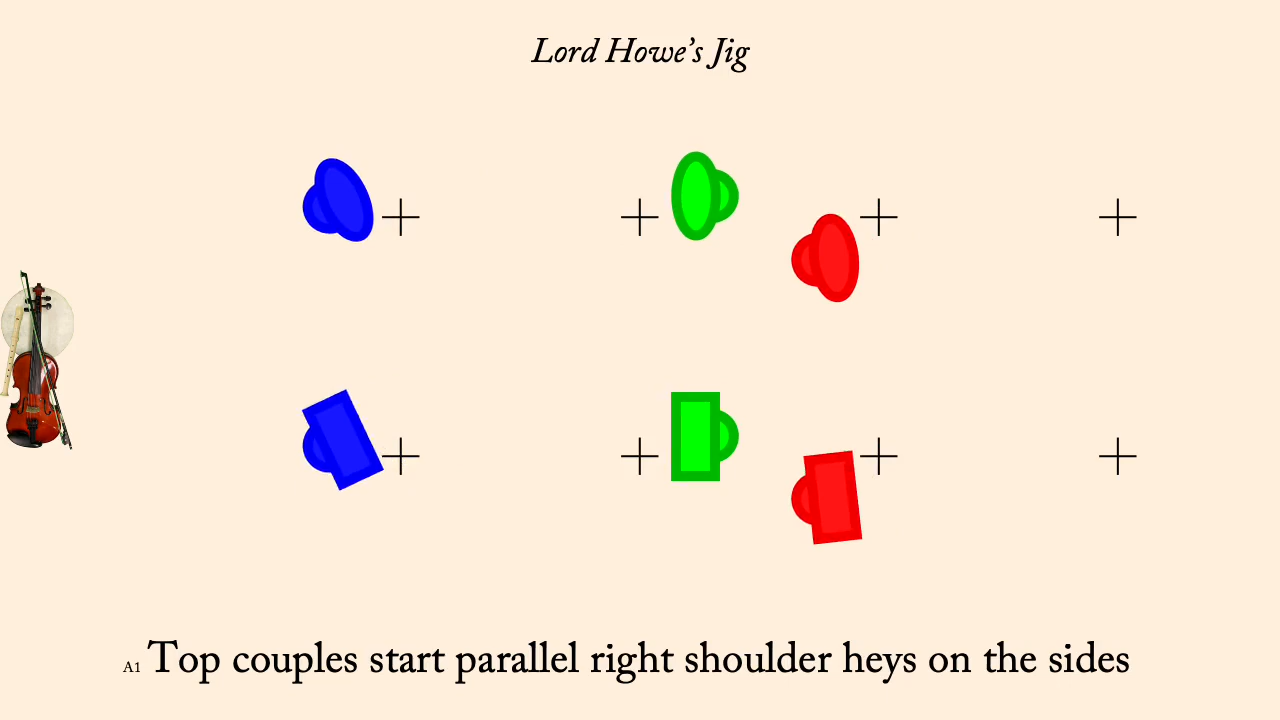 Lord Howe’s Jig
A1 Top couples start parallel right shoulder heys on the sides